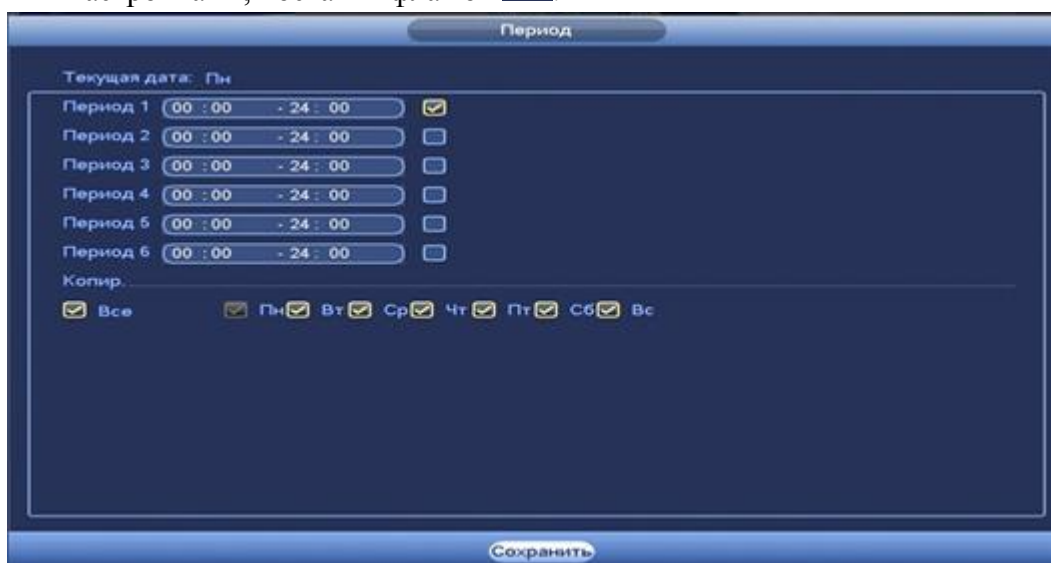 Период
Текущая дата: Пн
Период 1 00 : 00 - 24 : 00
Период 2 00 : 00 - 24 : 00
Период 3 00 : 00 - 24 : 00
Период 4 00 : 00 - 24 : 00
Период 5 00 : 00 - 24 : 00
Период 6 00 : 00 - 24 : 00
Копир.
Все Пн Вт Ср Чт Пт Сб Вс
Сохранить